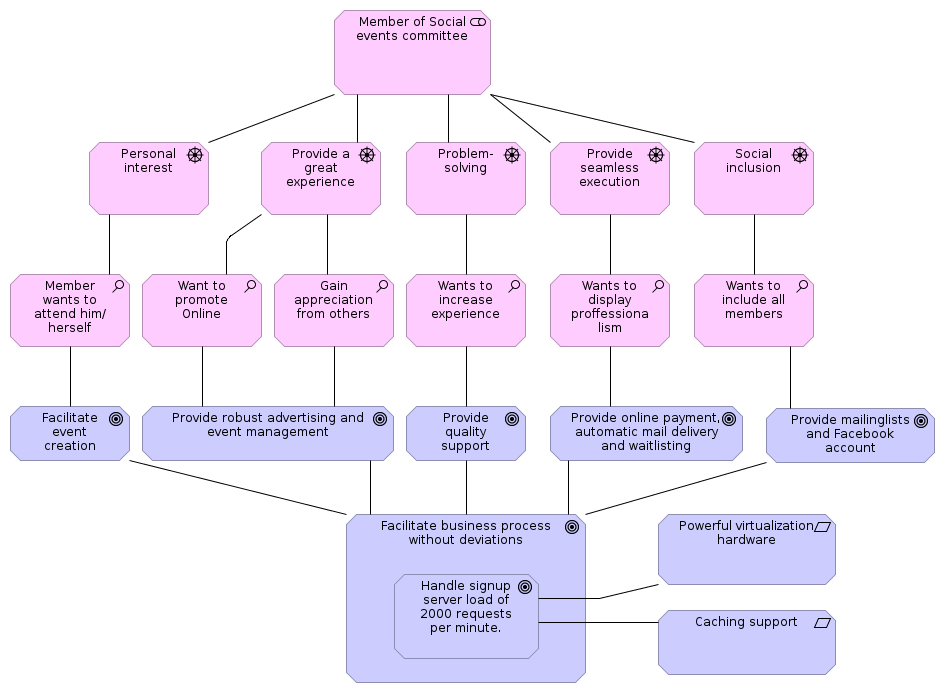 Member of Social
events committee
Personal
interest
Provide a
great
experience
Problem-
solving
Provide
seamless
execution
Social
inclusion
Member
wants to
attend him/
herself
Want to
promote
Online
Gain
appreciation
from others
Wants to
increase
experience
Wants to
display
proffessiona
lism
Wants to
include all
members
Facilitate
event
creation
Provide robust advertising and
event management
Provide
quality
support
Provide online payment,
automatic mail delivery
and waitlisting
Provide mailinglists
and Facebook
account
Facilitate business process
without deviations
Handle signup
server load of
2000 requests
per minute.
Powerful virtualization
hardware
Caching support